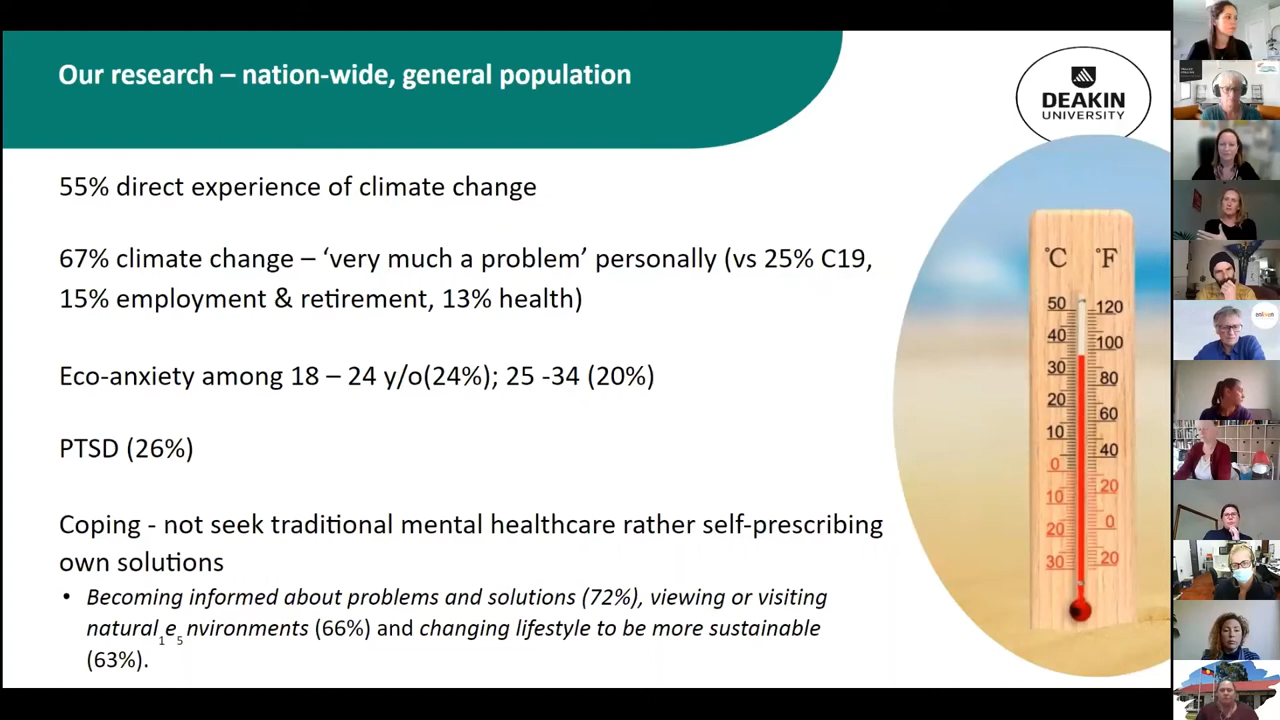 Our research – nation-wide, general population
DEAKIN
UNIVERSITY
55% direct experience of climate change
67% climate change – ‘very much a problem’ personally (vs 25% C19,
15% employment & retirement, 13% health)
Eco-anxiety among 18 – 24 y/o(24%); 25 -34 (20%)
PTSD (26%)
Coping - not seek traditional mental healthcare rather self-prescribing
own solutions
• Becoming informed about problems and solutions (72%), viewing or visiting
natural e nvironments (66%) and changing lifestyle to be more sustainable
1 5
(63%).
°C °F
50 120
40 100
30 80
20 60
10 40
0 20
10 0
20 20
30